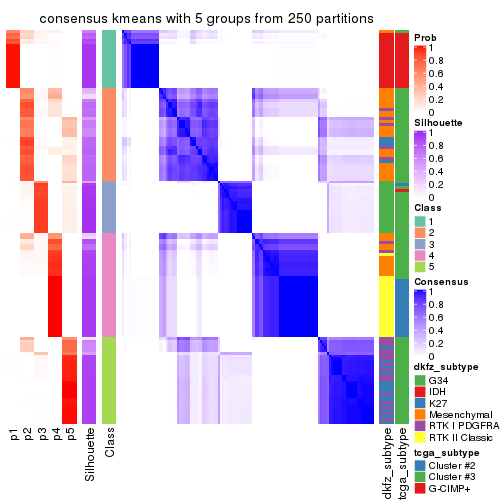 consensus kmeans with 5 groups from 250 partitions
Prob
1
0.8
0.6
0.4
0.2
0
Silhouette
1
0.8
0.6
0.4
0.2
0
Class
1
2
3
4
5
Consensus
1
0.8
0.6
0.4
0.2
0
dkfz_subtype
G34
IDH
K27
Mesenchymal
RTK I PDGFRA
RTK II Classic
tcga_subtype
Cluster #2
Cluster #3
G-CIMP+
p1
p2
p3
p4
p5
Silhouette
Class
dkfz_subtype
tcga_subtype